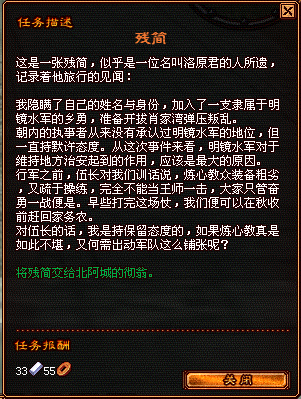 任务描述
残简
这是一张残简，似乎是一位名叫洛原君的人所遗，
记录着他旅行的见闻：
我隐瞒了自己的姓名与身份，加入了一支隶属于明
镜水军的乡勇，准备开拔肖家湾弹压叛乱。
朝内的执事者从来没有承认过明镜水军的地位，但
一直持默许态度。从这次事件来看，明镜水军对于
维持地方治安起到的作用，应该是最大的原因。
行军之前，伍长对我们训话说，炼心教众装备粗劣
，又疏于操练，完全不能当王师一击，大家只管奋
勇一战便是。早些打完这场仗，我们便可以在秋收
前赶回家务农。
对伍长的话，我是持保留态度的，如果炼心教真是
如此不堪，又何需出动军队这么铺张呢？
将残简交给北阿城的彻翁。
任务报酬
33 55
关闭